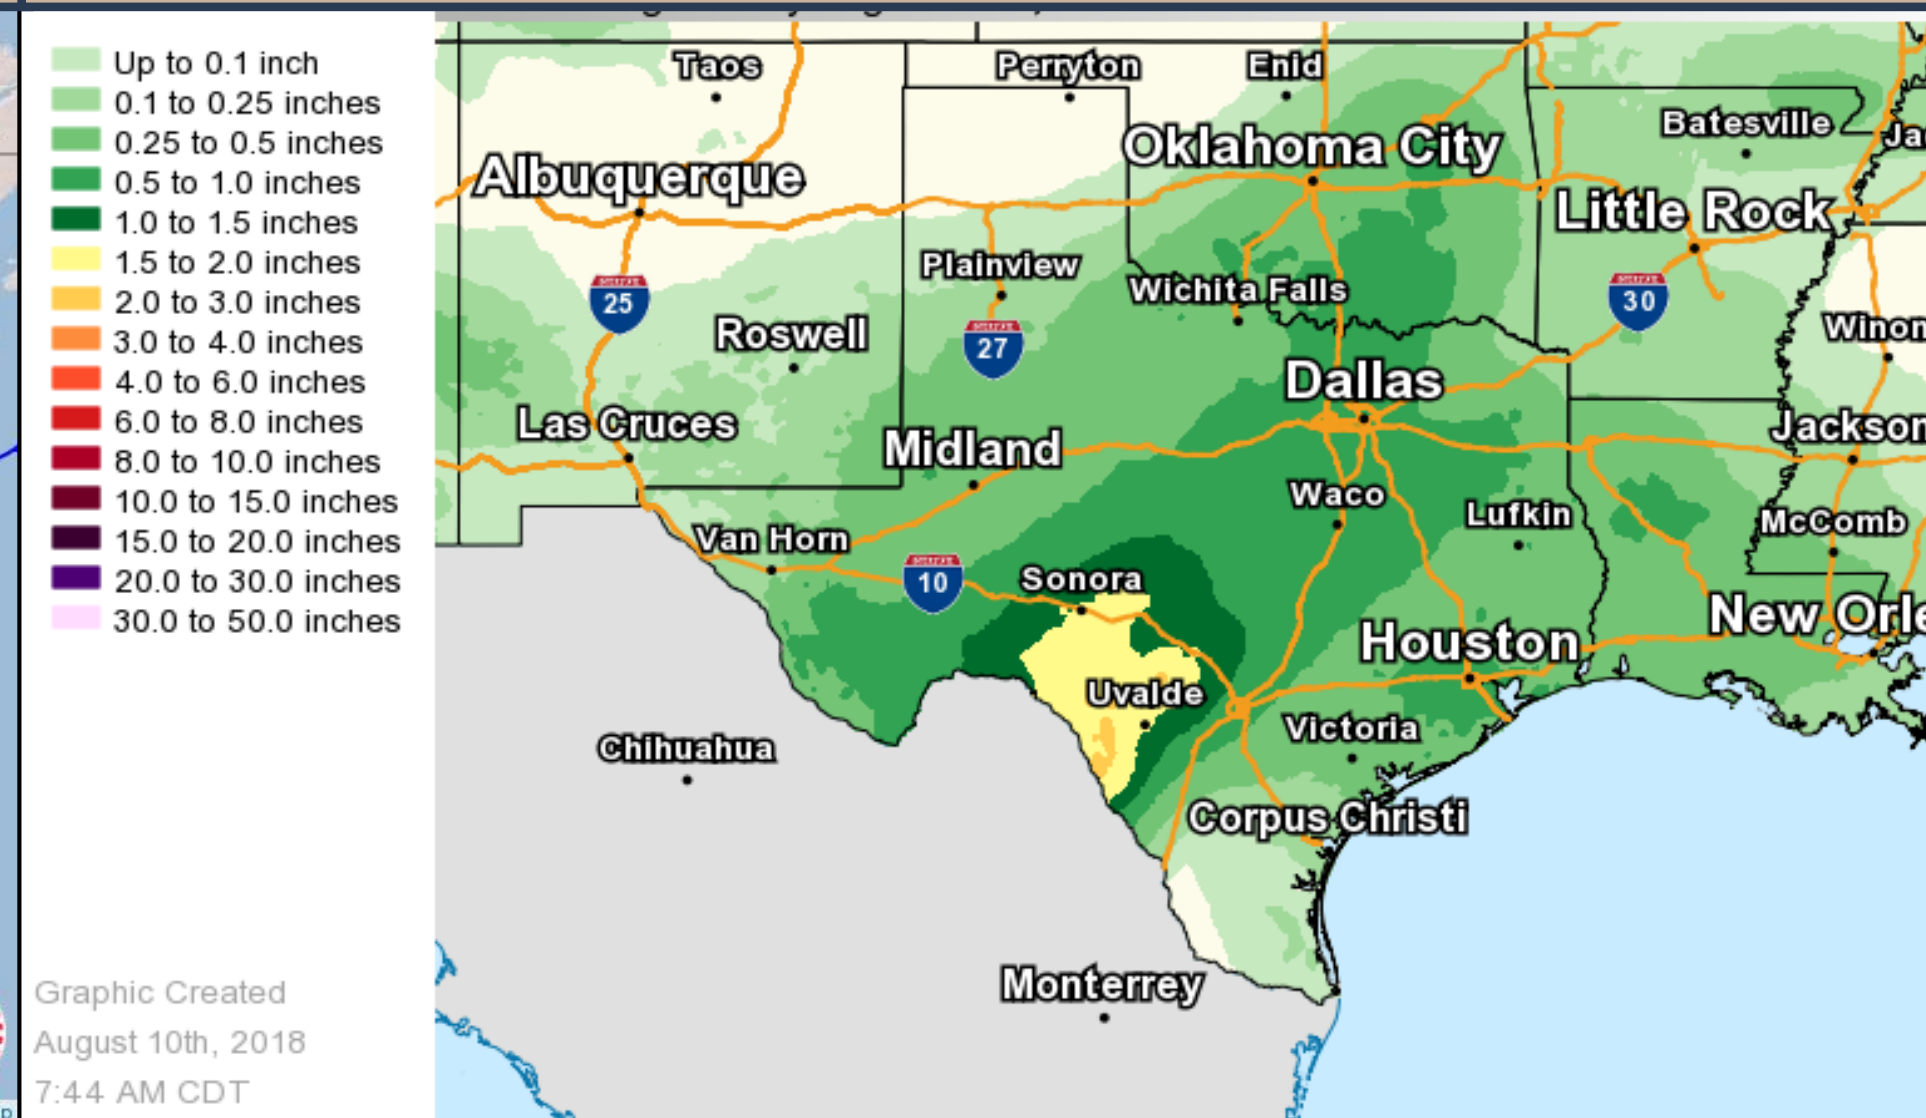 Up to 0.1 inch
0.1 to 0.25 inches
0.25 to 0.5 inches
0.5 to 1.0 inches
1.0 to 1.5 inches
1.5 to 2.0 inches
2.0 to 3.0 inches
3.0 to 4.0 inches
4.0 to 6.0 inches
6.0 to 8.0 inches
8.0 to 10.0 inches
10.0 to 15.0 inches
15.0 to 20.0 inches
20.0 to 30.0 inches
30.0 to 50.0 inches
Graphic Created
August 10th, 2018
7:44 AM CDT
Taos
Perryton
Enid
Batesville
Ja
Oklahoma City
Albuquerque
Little Rock
Plainview
Wichita Falls
25
30
Roswell
27
Winon
Dallas
Las Cruces
Midland
Jackson
Waco
Lufkin
McComb
Van Horn
10
Sonora
New Orle
Houston
Uvalde
Victoria
Chihuahua
Corpus Christi
Monterrey